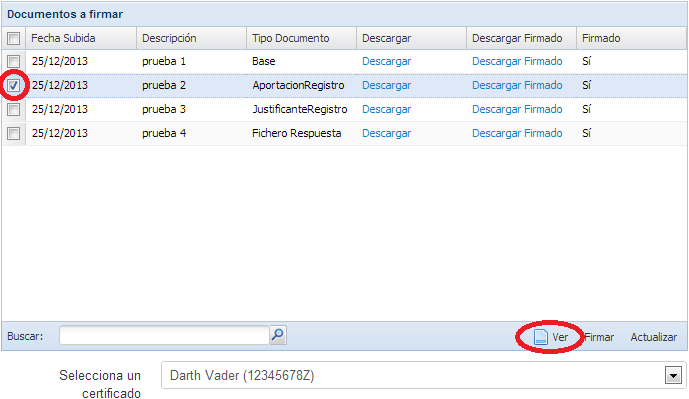 Documentos a firmar
Fecha Subida Descripción Tipo Documento Descargar Descargar Firmado Firmado
25/12/2013 prueba 1 Base Descargar Descargar Firmado Sí
25/12/2013 prueba 2 AportacionRegistro Descargar Descargar Firmado Sí
25/12/2013 prueba 3 JustificanteRegistro Descargar Descargar Firmado Sí
25/12/2013 prueba 4 Fichero Respuesta Descargar Descargar Firmado Sí
Buscar: Ver Firmar Actualizar
Selecciona un Darth Vader (12345678Z)
certificado